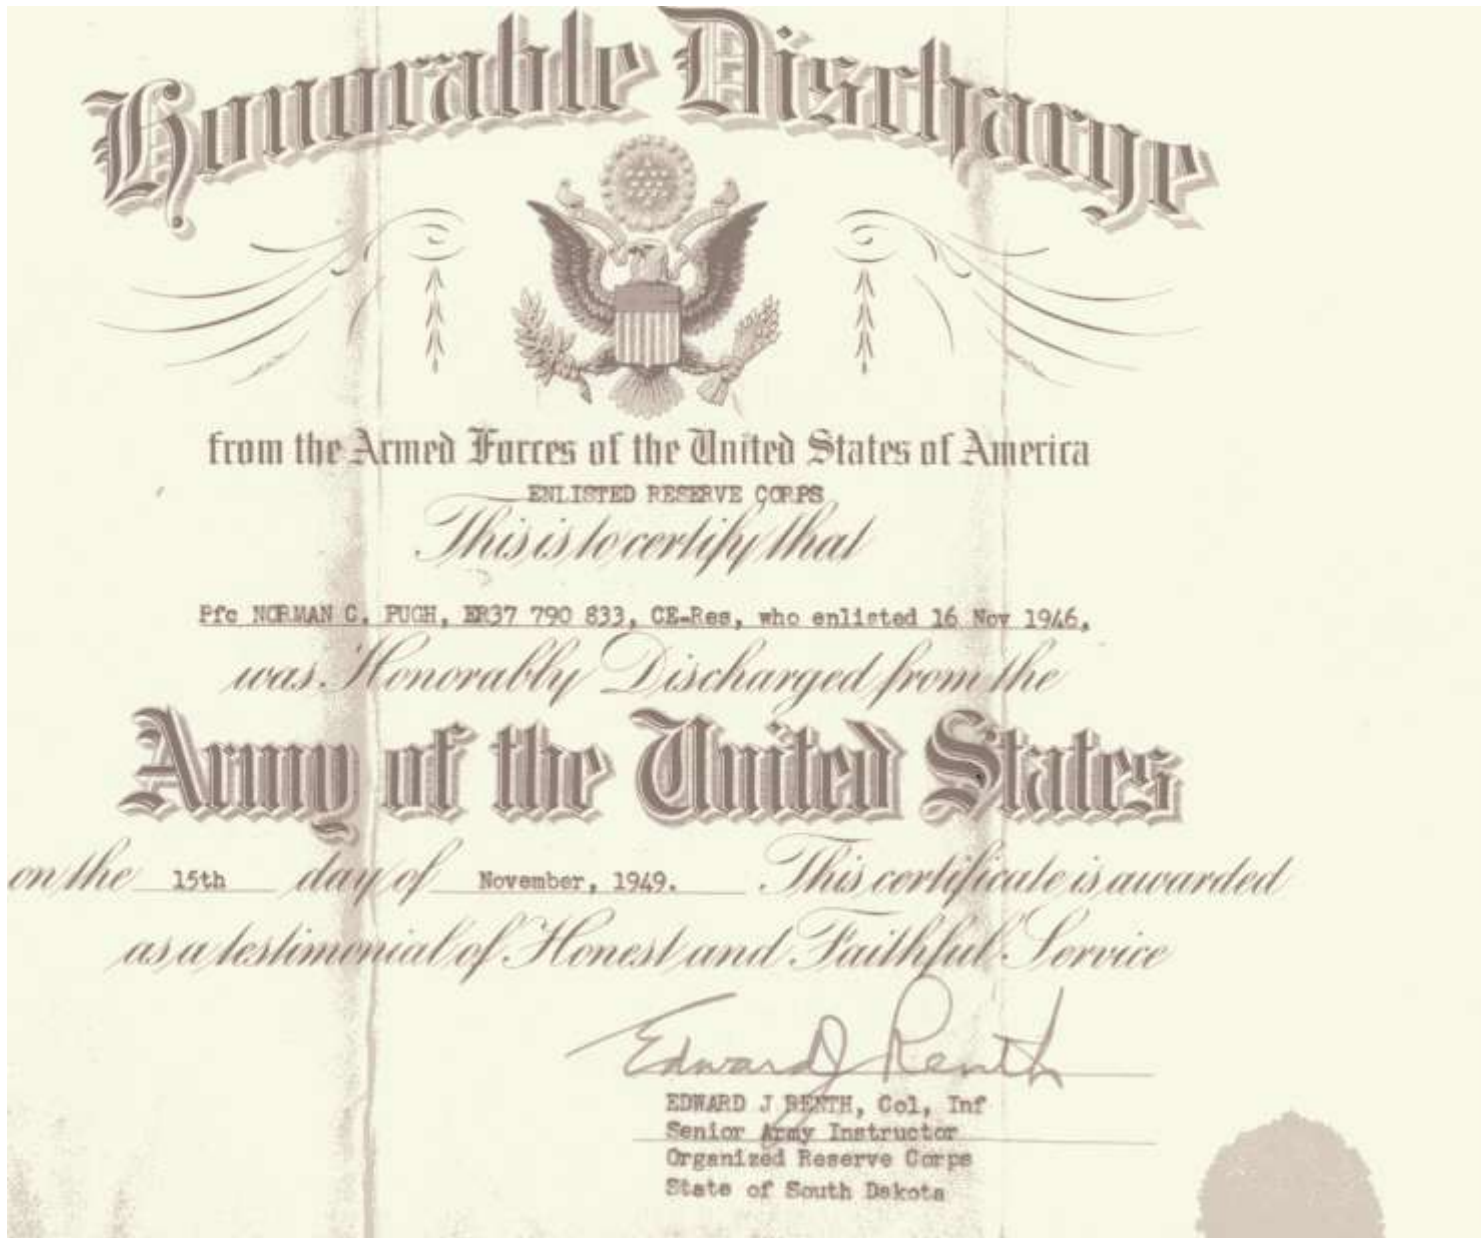 Honorable Discharge
from the Armed Forces of the United States of America
ENLISTED RESERVE CORPS
This is to certify that
Pfc NORMAN C. PUGH, ER37 790 833, CE-Res, who enlisted 16 Nov 1946,
was Honorably Discharged from the
Army of the United States
on the 15th day of November, 1949. This certificate is awarded
as a testimonial of Honest and Faithful Service
Edward J Renth
EDWARD J RENTH, Col, Inf
Senior Army Instructor
Organized Reserve Corps
State of South Dakota